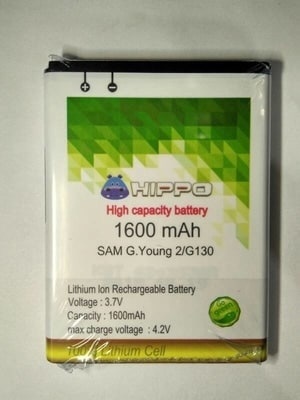 HIPPO
High capacity battery
1600 mAh
SAM G.Young 2/G130
Lithium Ion Rechargeable Battery
Voltage : 3.7V
Capacity : 1600mAh
max charge voltage : 4.2V
100% Lithium Cell